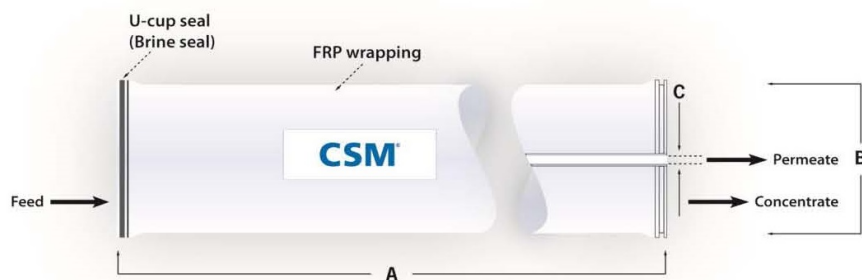 U-cup seal
(Brine seal)
FRP wrapping
C
CSM®
Permeate
B
Feed
Concentrate
A